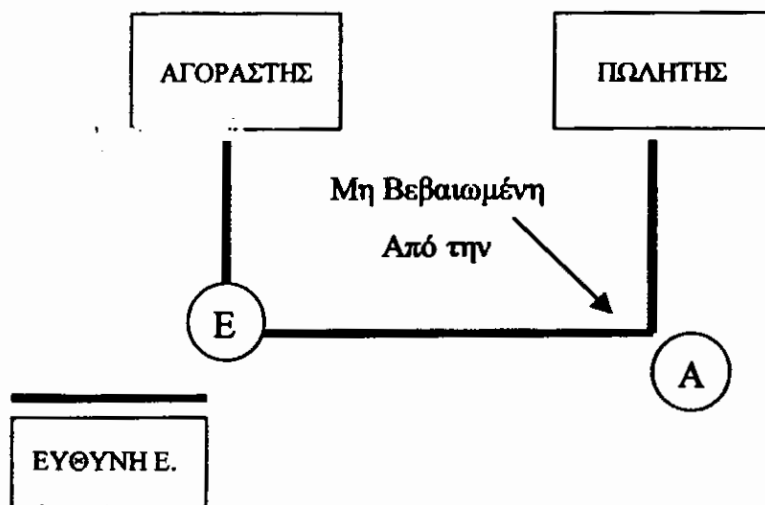 ΑΓΟΡΑΣΤΗΣ
ΠΩΛΗΤΗΣ
Μη Βεβαιωμένη
Από την
Ε
Α
ΕΥΘΥΝΗ Ε.